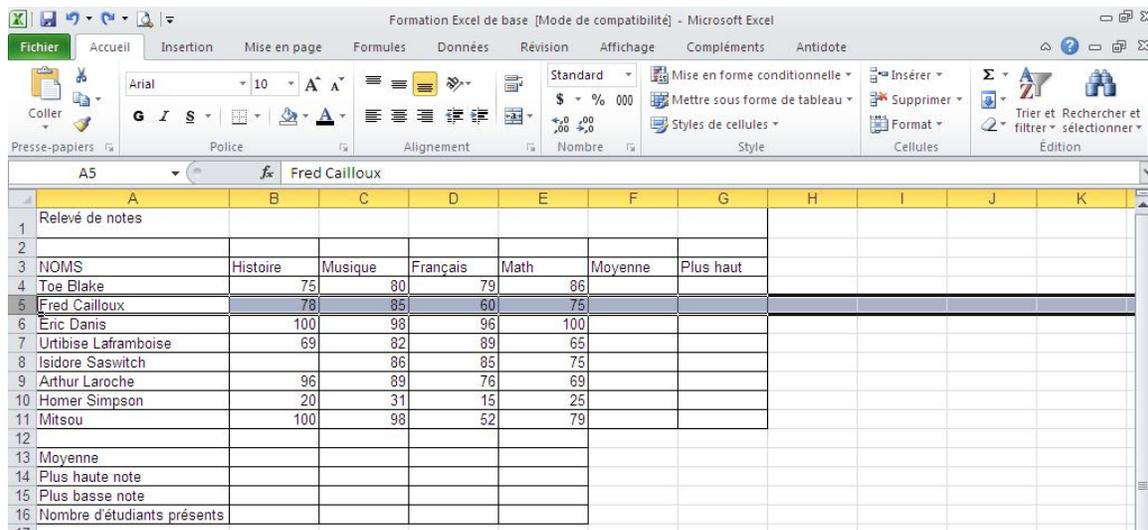 Formation Excel de base [Mode de compatibilité] - Microsoft Excel
Fichier Accueil Insertion Mise en page Formules Données Révision Affichage Compléments Antidote
Coller
Presse-papiers
Arial 10
G I S
Police
Alignement
Standard
$ % 000
Nombre
Mise en forme conditionnelle
Mettre sous forme de tableau
Styles de cellules
Style
Insérer
Supprimer
Format
Cellules
Σ
Trier et filtrer
Rechercher et sélectionner
Édition
A5 fx Fred Cailloux
A B C D E F G H I J K
1 Relevé de notes
2
3 NOMS Histoire Musique Français Math Moyenne Plus haut
4 Toe Blake 75 80 79 86
5 Fred Cailloux 78 85 60 75
6 Eric Danis 100 98 96 100
7 Urtibise Laframboise 69 82 89 65
8 Isidore Saswitch 86 85 75
9 Arthur Laroche 96 89 76 69
10 Homer Simpson 20 31 15 25
11 Mitsou 100 98 52 79
12
13 Moyenne
14 Plus haute note
15 Plus basse note
16 Nombre d'étudiants présents